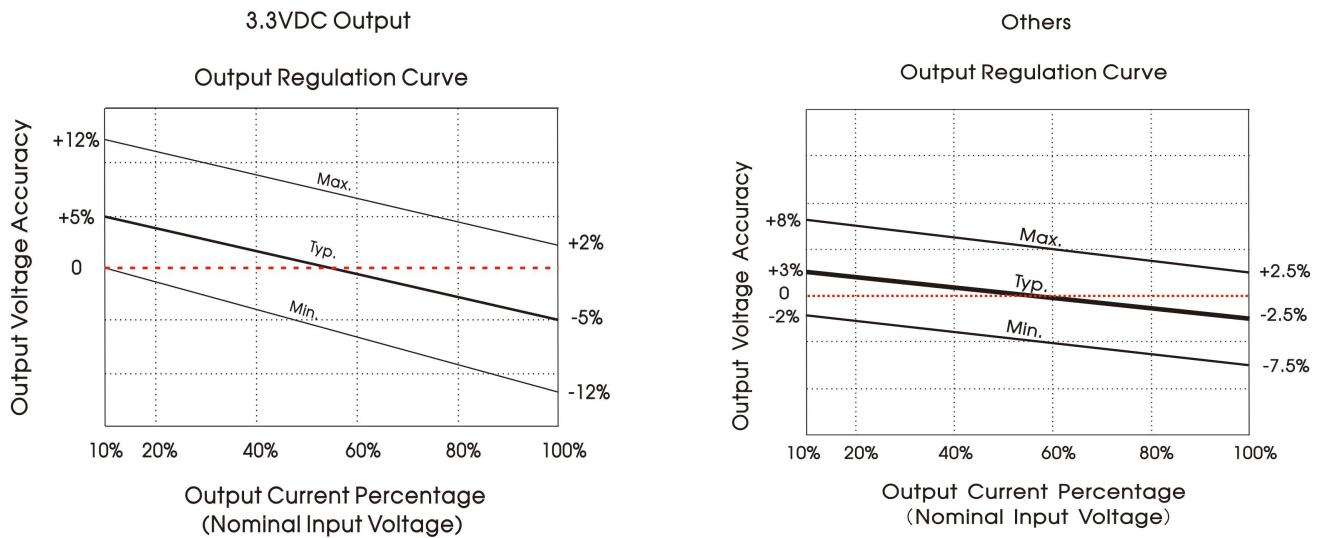 3.3VDC Output
Output Regulation Curve
Output Voltage Accuracy
+12%
+5%
0
Max.
Typ.
Min.
+2%
-5%
-12%
10% 20% 40% 60% 80% 100%
Output Current Percentage
(Nominal Input Voltage)
Others
Output Regulation Curve
Output Voltage Accuracy
+8%
+3%
0
-2%
Max.
Typ.
Min.
+2.5%
-2.5%
-7.5%
10% 20% 40% 60% 80% 100%
Output Current Percentage
（Nominal Input Voltage）